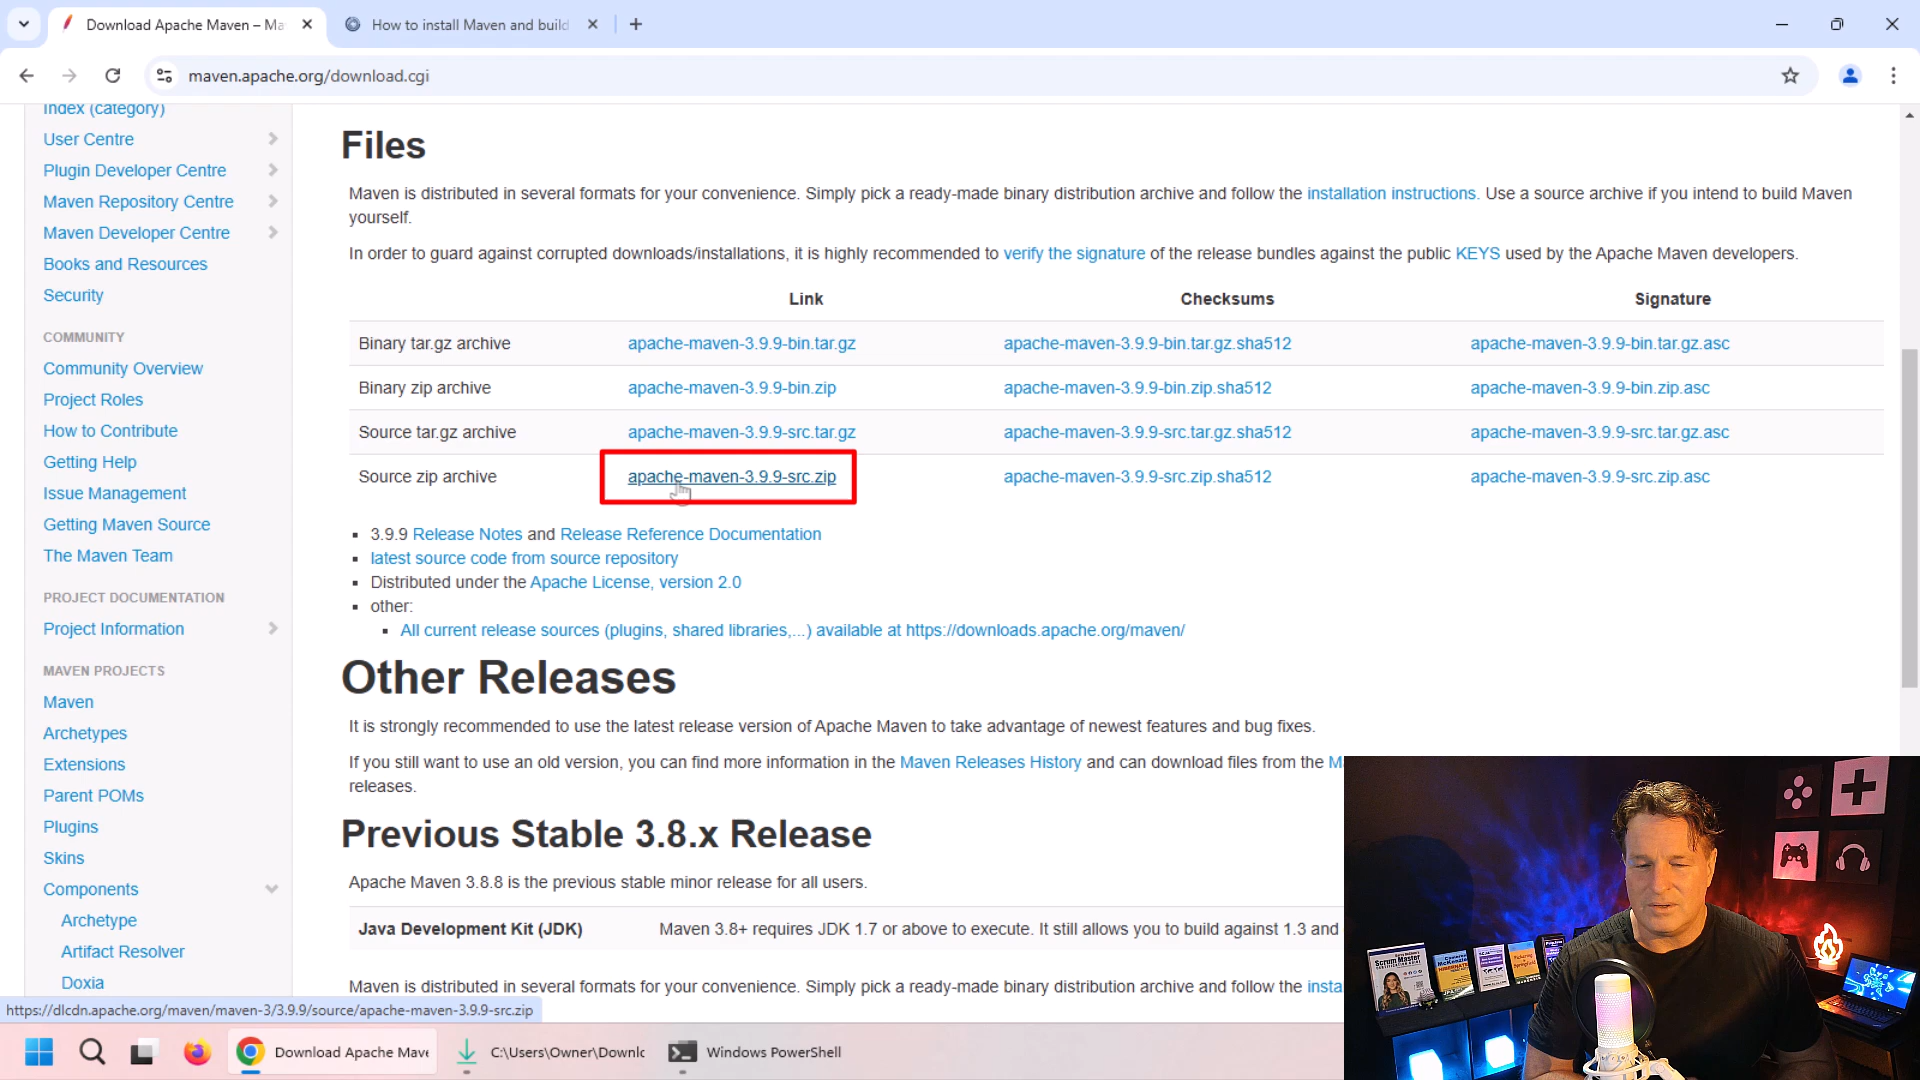 Download Apache Maven – Ma
How to install Maven and build
maven.apache.org/download.cgi
Index (category)
User Centre
Plugin Developer Centre
Maven Repository Centre
Maven Developer Centre
Books and Resources
Security
COMMUNITY
Community Overview
Project Roles
How to Contribute
Getting Help
Issue Management
Getting Maven Source
The Maven Team
PROJECT DOCUMENTATION
Project Information
MAVEN PROJECTS
Maven
Archetypes
Extensions
Parent POMs
Plugins
Skins
Components
Archetype
Artifact Resolver
Doxia
Files
Maven is distributed in several formats for your convenience. Simply pick a ready-made binary distribution archive and follow the installation instructions. Use a source archive if you intend to build Maven
yourself.
In order to guard against corrupted downloads/installations, it is highly recommended to verify the signature of the release bundles against the public KEYS used by the Apache Maven developers.
Link Checksums Signature
Binary tar.gz archive apache-maven-3.9.9-bin.tar.gz apache-maven-3.9.9-bin.tar.gz.sha512 apache-maven-3.9.9-bin.tar.gz.asc
Binary zip archive apache-maven-3.9.9-bin.zip apache-maven-3.9.9-bin.zip.sha512 apache-maven-3.9.9-bin.zip.asc
Source tar.gz archive apache-maven-3.9.9-src.tar.gz apache-maven-3.9.9-src.tar.gz.sha512 apache-maven-3.9.9-src.tar.gz.asc
Source zip archive apache-maven-3.9.9-src.zip apache-maven-3.9.9-src.zip.sha512 apache-maven-3.9.9-src.zip.asc
3.9.9 Release Notes and Release Reference Documentation
latest source code from source repository
Distributed under the Apache License, version 2.0
other:
All current release sources (plugins, shared libraries,...) available at https://downloads.apache.org/maven/
Other Releases
It is strongly recommended to use the latest release version of Apache Maven to take advantage of newest features and bug fixes.
If you still want to use an old version, you can find more information in the Maven Releases History and can download files from the M
releases.
Previous Stable 3.8.x Release
Apache Maven 3.8.8 is the previous stable minor release for all users.
Java Development Kit (JDK) Maven 3.8+ requires JDK 1.7 or above to execute. It still allows you to build against 1.3 and
Maven is distributed in several formats for your convenience. Simply pick a ready-made binary distribution archive and follow the insta
Scrum Master
https://dlcdn.apache.org/maven/maven-3/3.9.9/source/apache-maven-3.9.9-src.zip
Download Apache Mave
C:\Users\Owner\Downlc
Windows PowerShell